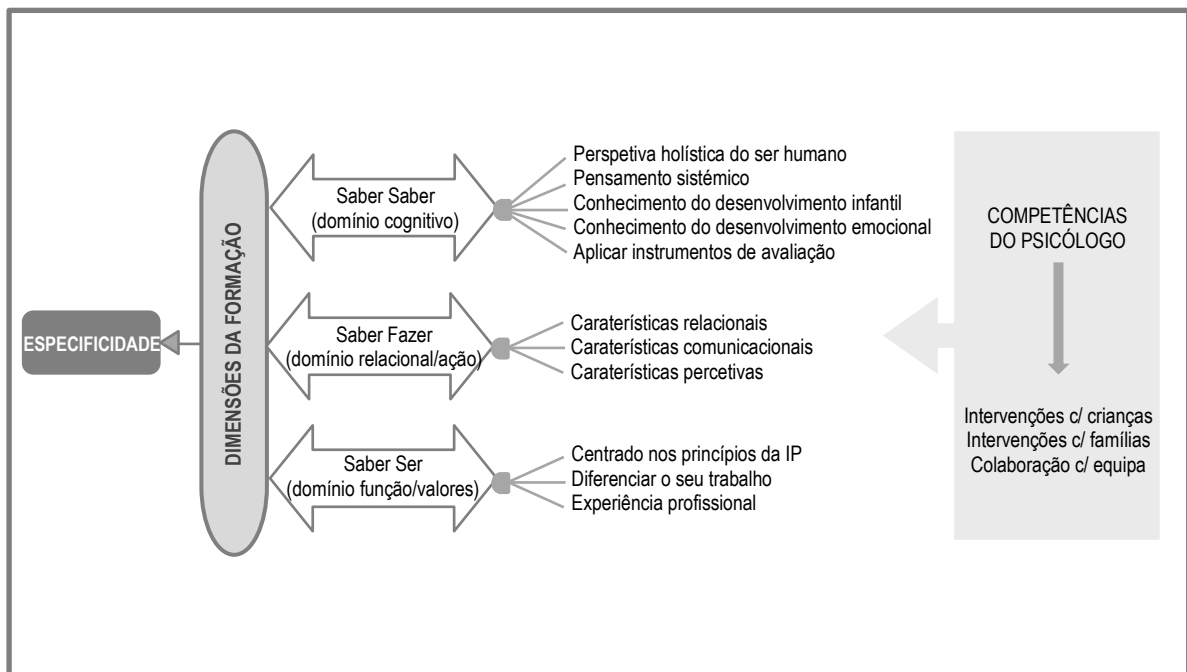 ESPECIFICIDADE
DIMENSÕES DA FORMAÇÃO
Saber Saber
(domínio cognitivo)
Perspetiva holística do ser humano
Pensamento sistémico
Conhecimento do desenvolvimento infantil
Conhecimento do desenvolvimento emocional
Aplicar instrumentos de avaliação
Saber Fazer
(domínio relacional/ação)
Caraterísticas relacionais
Caraterísticas comunicacionais
Caraterísticas percetivas
Saber Ser
(domínio função/valores)
Centrado nos princípios da IP
Diferenciar o seu trabalho
Experiência profissional
COMPETÊNCIAS
DO PSICÓLOGO
Intervenções c/ crianças
Intervenções c/ famílias
Colaboração c/ equipa